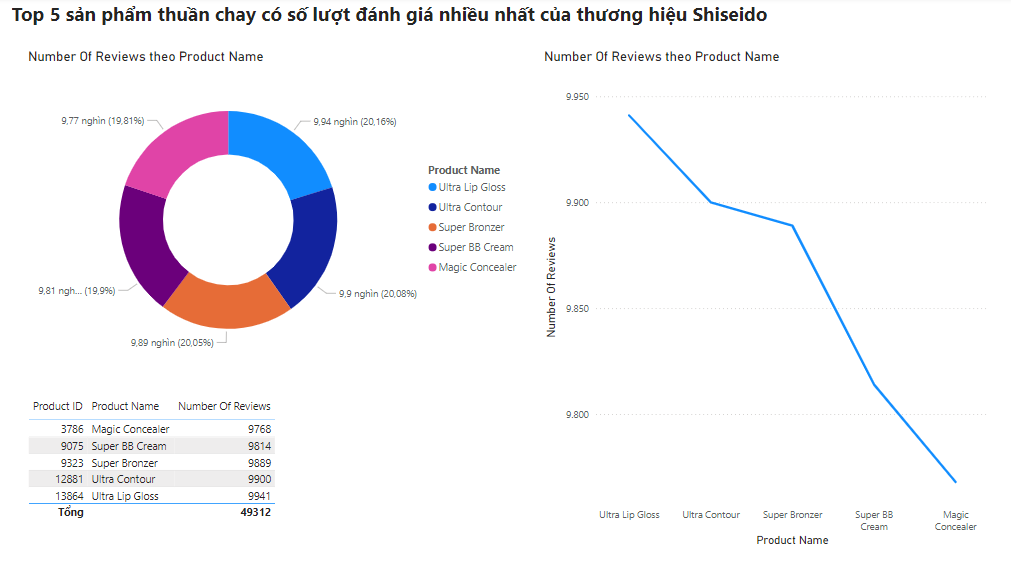 Top 5 sản phẩm thuần chay có số lượt đánh giá nhiều nhất của thương hiệu Shiseido
Number Of Reviews theo Product Name
9,77 nghìn (19,81%)
9,94 nghìn (20,16%)
9,81 ngh... (19,9%)
9,9 nghìn (20,08%)
9,89 nghìn (20,05%)
Product Name
Ultra Lip Gloss
Ultra Contour
Super Bronzer
Super BB Cream
Magic Concealer
Product ID Product Name Number Of Reviews
3786 Magic Concealer 9768
9075 Super BB Cream 9814
9323 Super Bronzer 9889
12881 Ultra Contour 9900
13864 Ultra Lip Gloss 9941
Tổng 49312
Number Of Reviews theo Product Name
Number Of Reviews
9.950
9.900
9.850
9.800
Ultra Lip Gloss Ultra Contour Super Bronzer Super BB Magic
Cream Concealer
Product Name